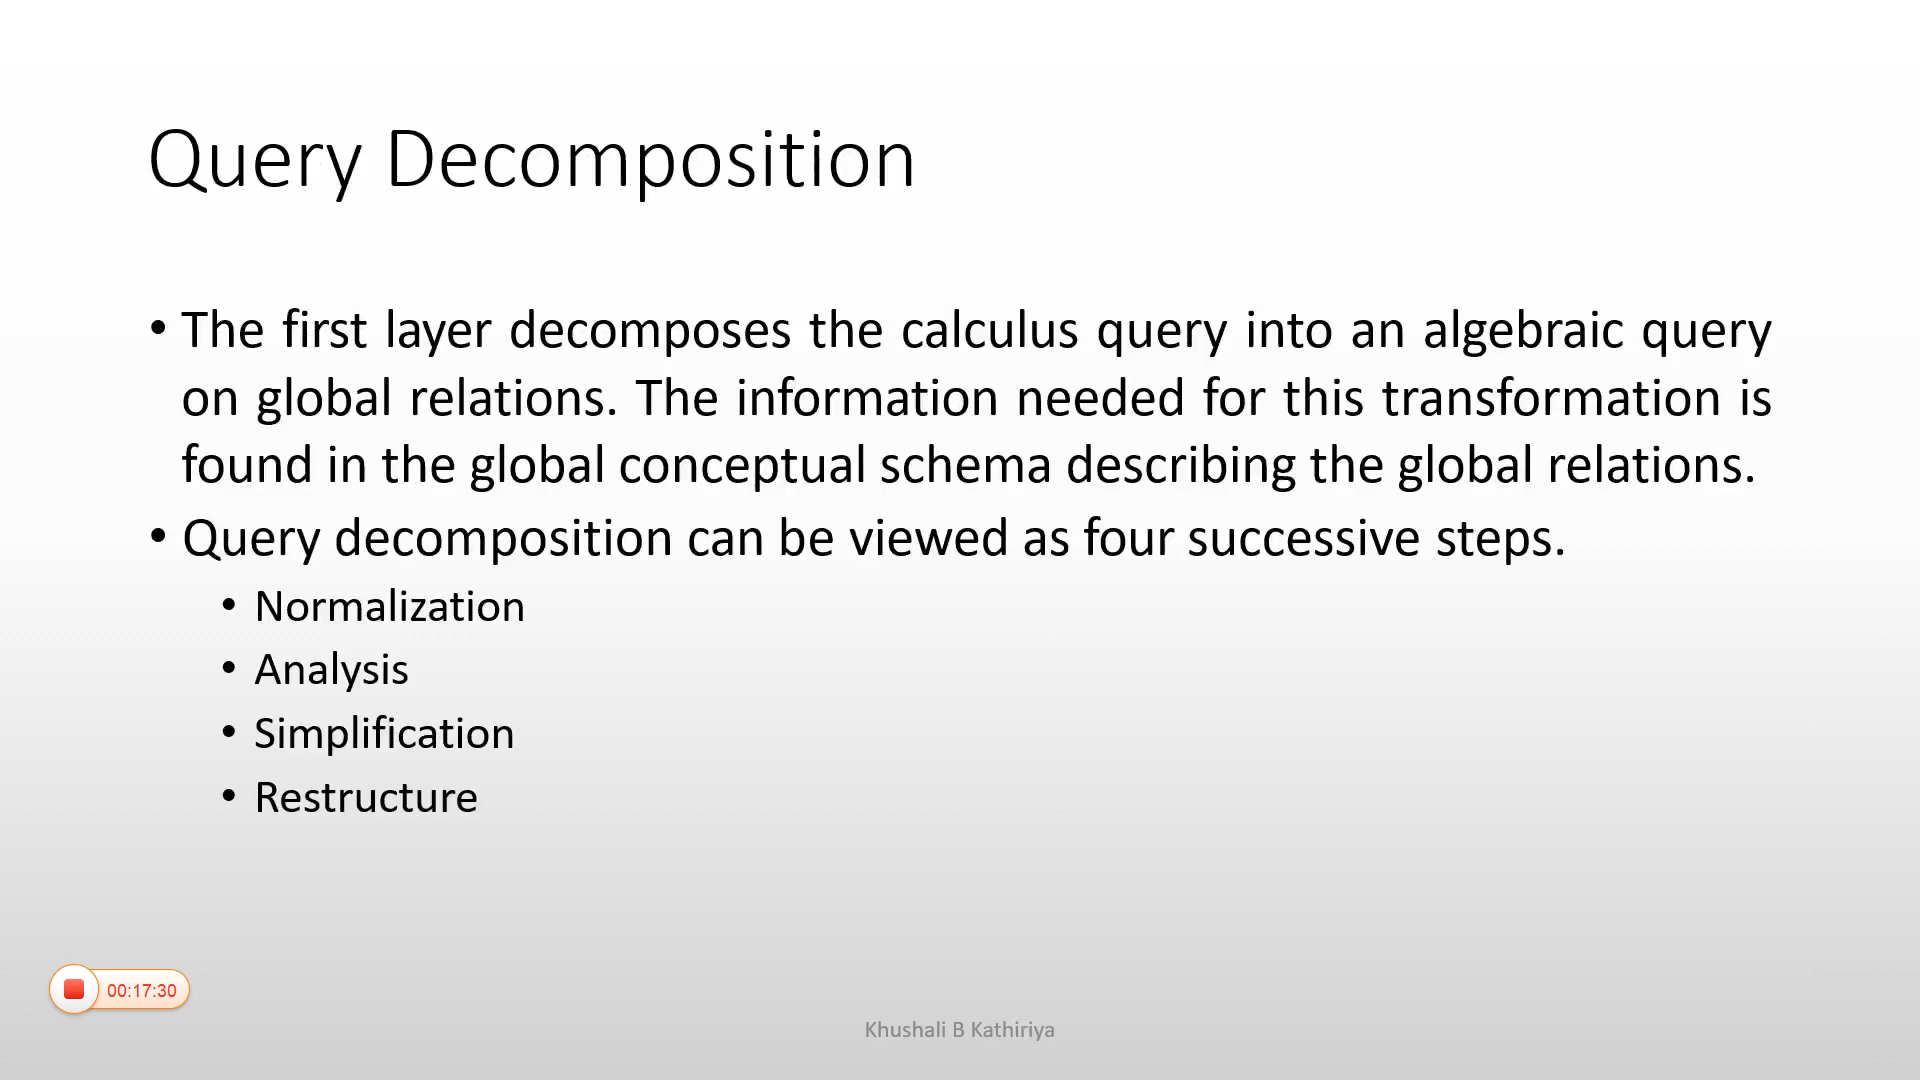 Query Decomposition
• The first layer decomposes the calculus query into an algebraic query
on global relations. The information needed for this transformation is
found in the global conceptual schema describing the global relations.
• Query decomposition can be viewed as four successive steps.
• Normalization
• Analysis
• Simplification
• Restructure
00:17:30
Khushali B Kathiriya